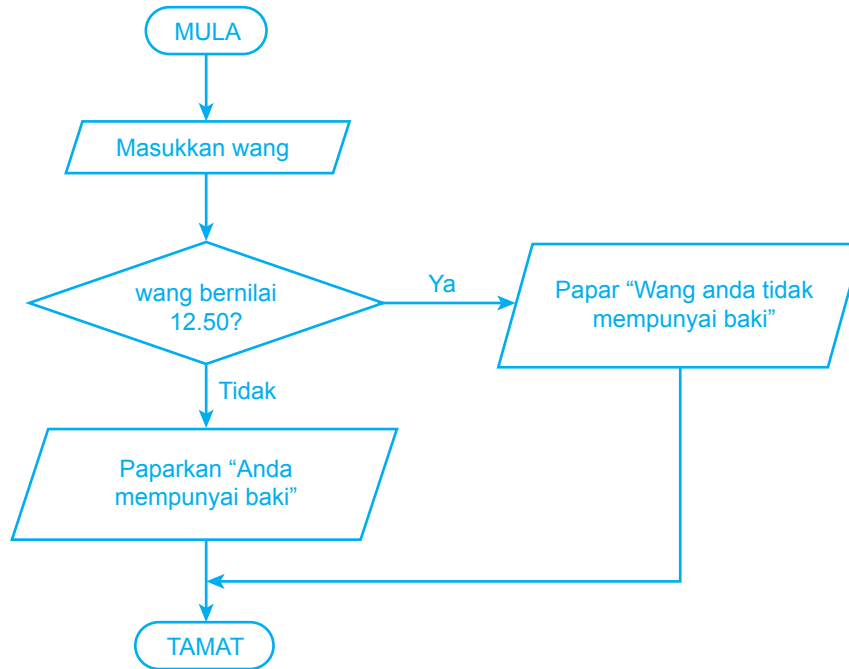 MULA
Masukkan wang
wang bernilai
12.50?
Ya
Papar “Wang anda tidak
mempunyai baki”
Tidak
Paparkan “Anda
mempunyai baki”
TAMAT